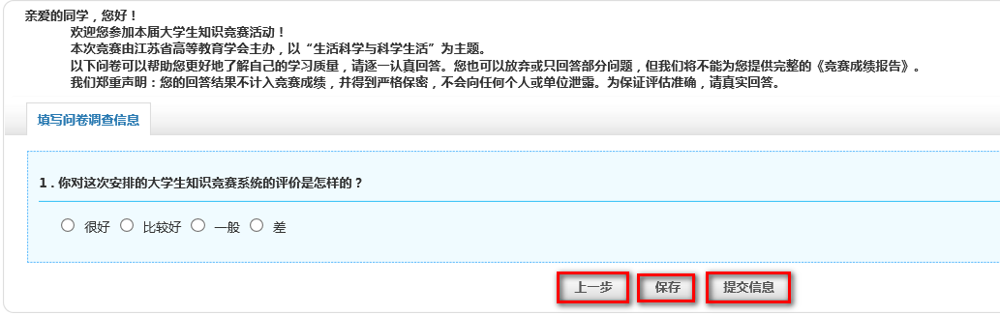 亲爱的同学，您好！
欢迎您参加本届大学生知识竞赛活动！
本次竞赛由江苏省高等教育学会主办，以“生活科学与科学生活”为主题。
以下问卷可以帮助您更好地了解自己的学习质量，请逐一认真回答。您也可以放弃或只回答部分问题，但我们将不能为您提供完整的《竞赛成绩报告》。
我们郑重声明：您的回答结果不计入竞赛成绩，并得到严格保密，不会向任何个人或单位泄露。为保证评估准确，请真实回答。
填写问卷调查信息
1 . 你对这次安排的大学生知识竞赛系统的评价是怎样的？
很好 比较好 一般 差
上一步 保存 提交信息